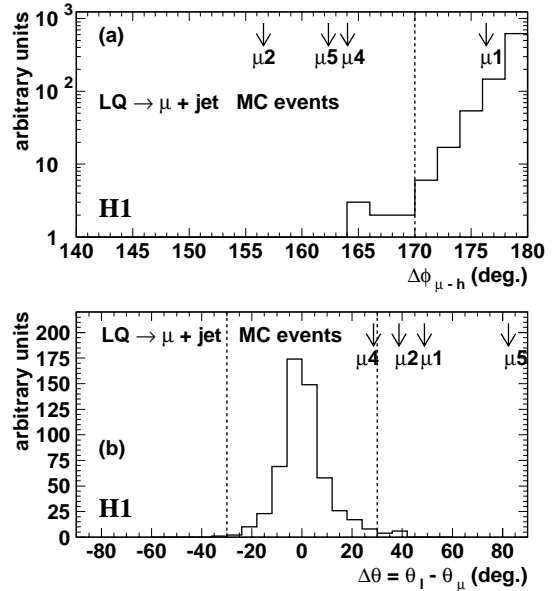 arbitrary units
10³
10²
10
1
(a)
μ2 μ5 μ4 μ1
LQ → μ + jet MC events
H1
140 145 150 155 160 165 170 175 180
Δϕ μ - h (deg.)
arbitrary units
200
175
150
125
100
75
50
25
0
LQ → μ + jet MC events
μ4 μ2 μ1 μ5
(b)
H1
-80 -60 -40 -20 0 20 40 60 80
Δθ = θ l - θ μ (deg.)